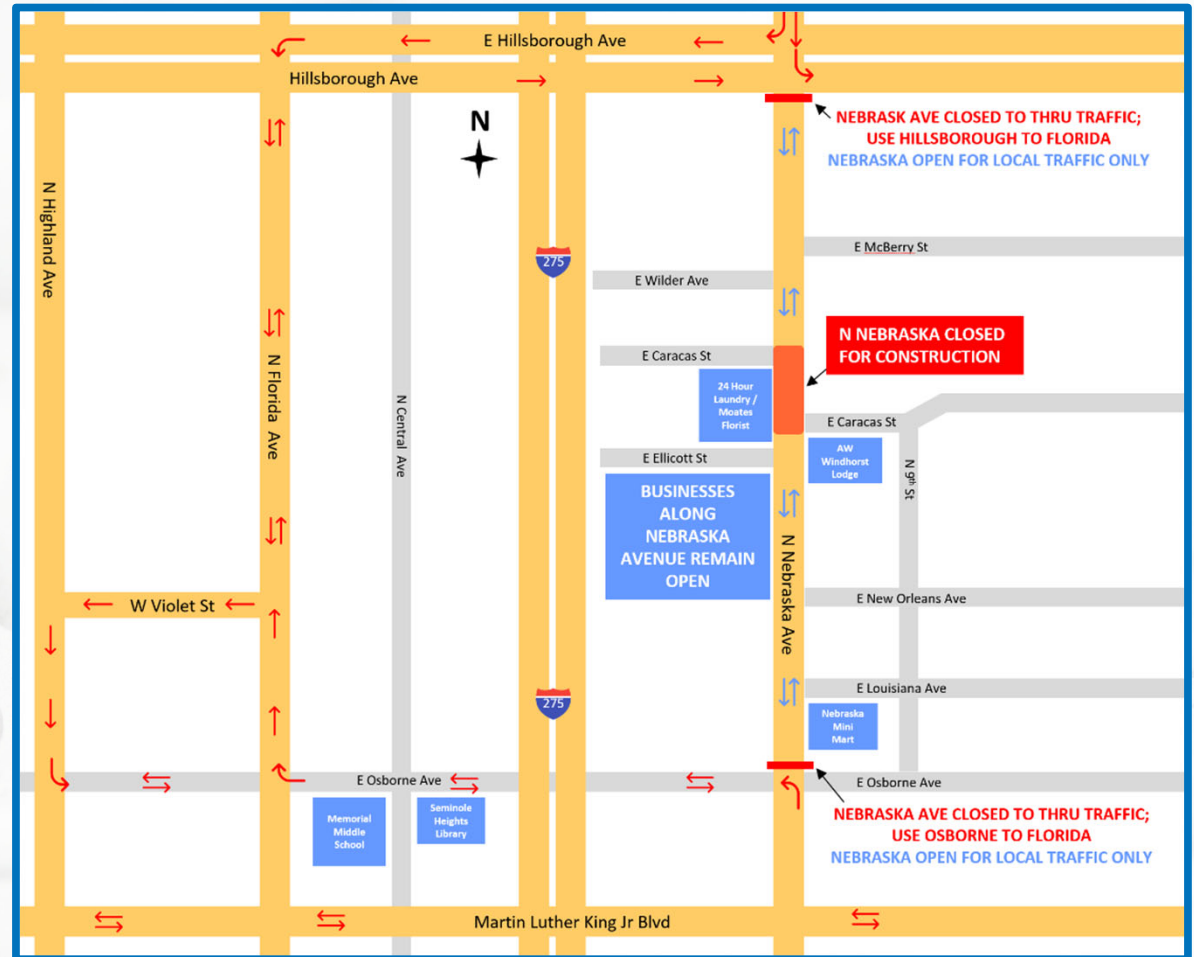 E Hillsborough Ave
Hillsborough Ave
N
NEBRASK AVE CLOSED TO THRU TRAFFIC;
USE HILLSBOROUGH TO FLORIDA
NEBRASKA OPEN FOR LOCAL TRAFFIC ONLY
N Highland Ave
E McBerry St
275
E Wilder Ave
N NEBRASKA CLOSED
FOR CONSTRUCTION
E Caracas St
N Florida Ave
24 Hour
Laundry /
Moates
Florist
N Central Ave
E Caracas St
E Ellicott St
AW
Windhorst
Lodge
N 9th St
BUSINESSES
ALONG
NEBRASKA
AVENUE REMAIN
OPEN
N Nebraska Ave
W Violet St
E New Orleans Ave
E Louisiana Ave
275
Nebraska
Mini
Mart
E Osborne Ave
E Osborne Ave
Memorial
Middle
School
Seminole
Heights
Library
NEBRASKA AVE CLOSED TO THRU TRAFFIC;
USE OSBORNE TO FLORIDA
NEBRASKA OPEN FOR LOCAL TRAFFIC ONLY
Martin Luther King Jr Blvd